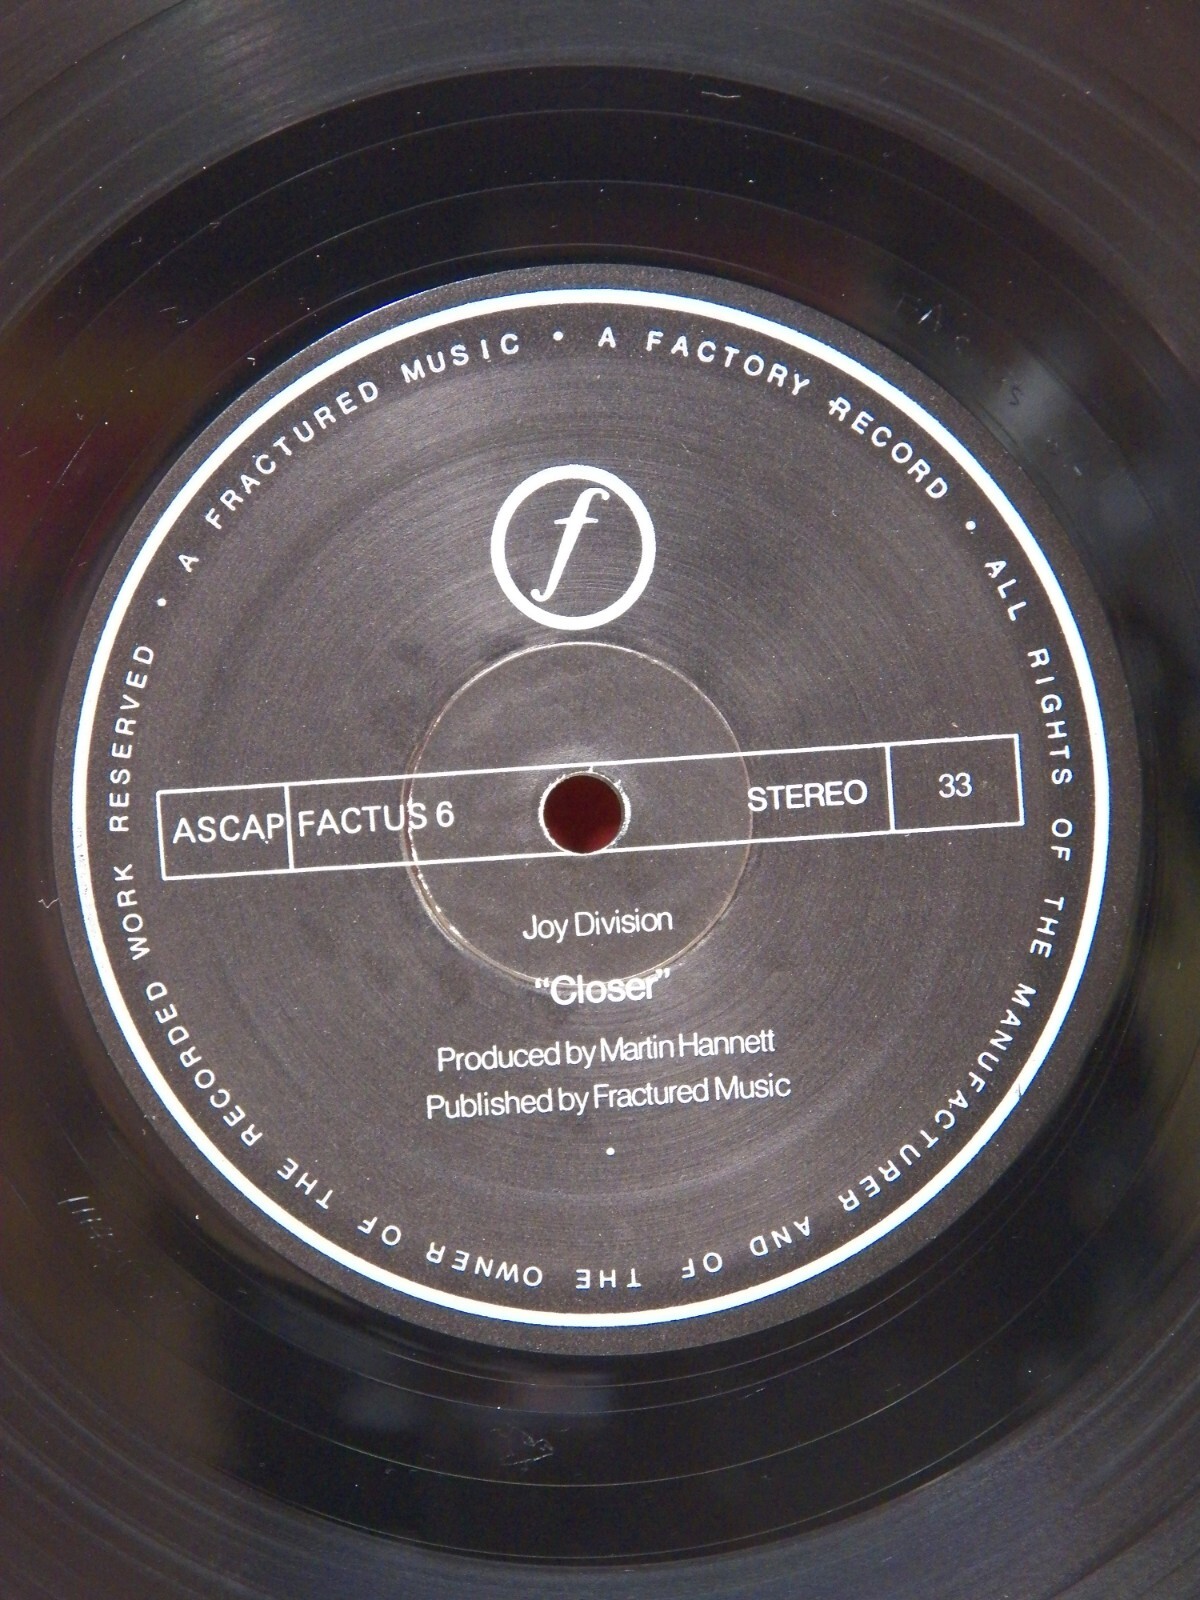 A FRACTURED MUSIC • A FACTORY RECORD • ALL RIGHTS OF THE MANUFACTURER AND OF THE OWNER OF THE RECORDED WORK RESERVED •
f
ASCAP FACTUS 6 STEREO 33
Joy Division
“Closer”
Produced by Martin Hannett
Published by Fractured Music